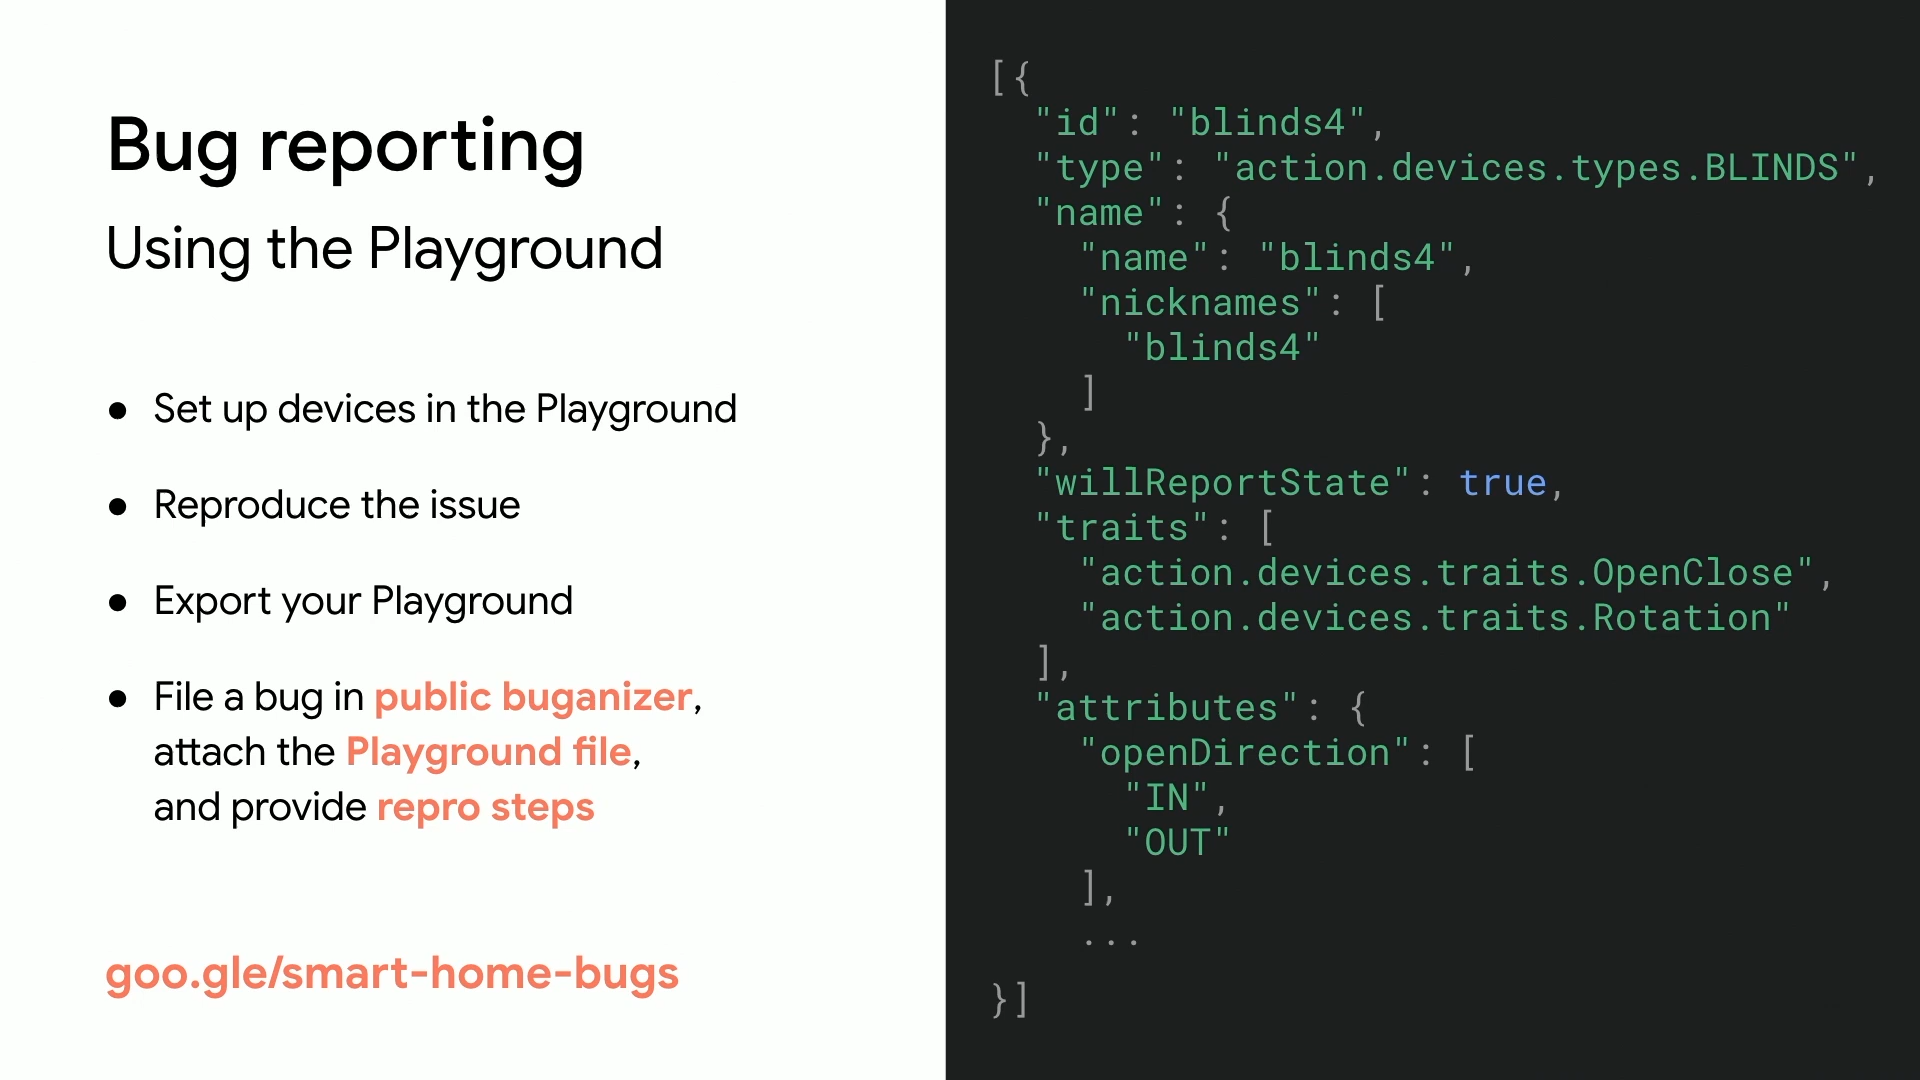 Bug reporting
Using the Playground
● Set up devices in the Playground
● Reproduce the issue
● Export your Playground
● File a bug in public buganizer,
attach the Playground file,
and provide repro steps
goo.gle/smart-home-bugs
[{
  "id": "blinds4",
  "type": "action.devices.types.BLINDS",
  "name": {
    "name": "blinds4",
    "nicknames": [
      "blinds4"
    ]
  },
  "willReportState": true,
  "traits": [
    "action.devices.traits.OpenClose",
    "action.devices.traits.Rotation"
  ],
  "attributes": {
    "openDirection": [
      "IN",
      "OUT"
    ],
    ...
}]